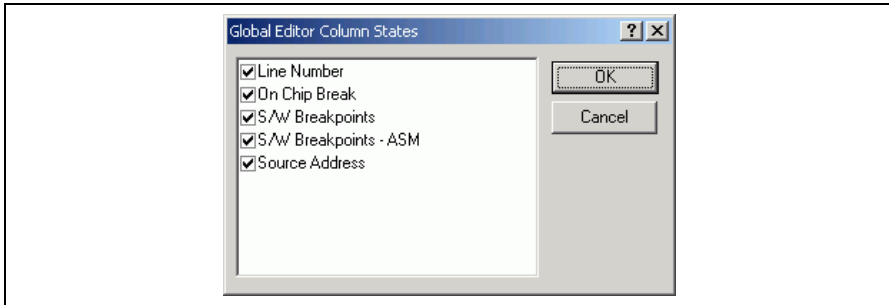 Global Editor Column States
Line Number
On Chip Break
S/W Breakpoints
S/W Breakpoints - ASM
Source Address
OK
Cancel